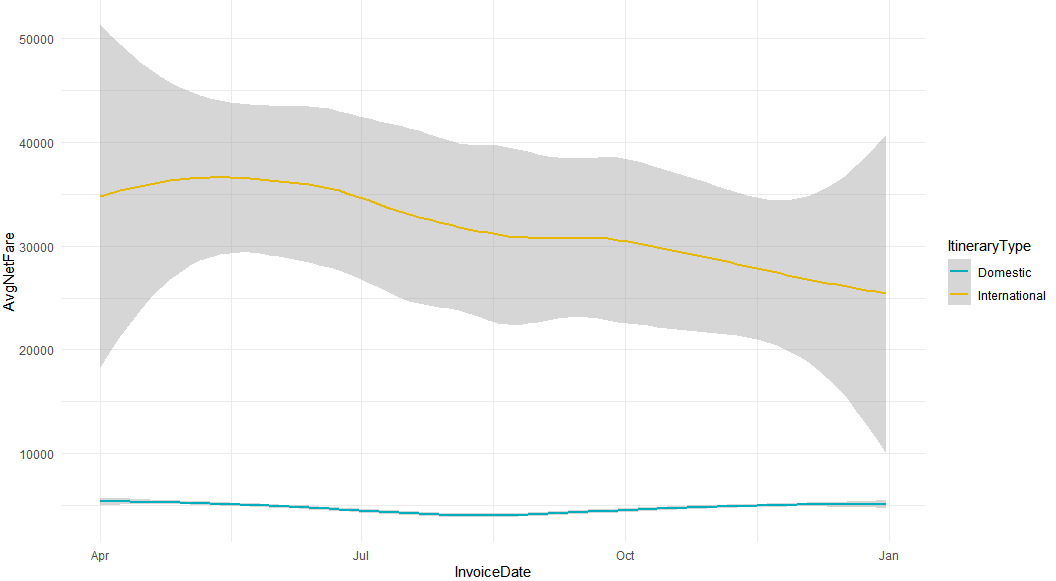 50000
40000
30000
20000
10000
AvgNetFare
Apr
Jul
Oct
Jan
InvoiceDate
ItineraryType
Domestic
International